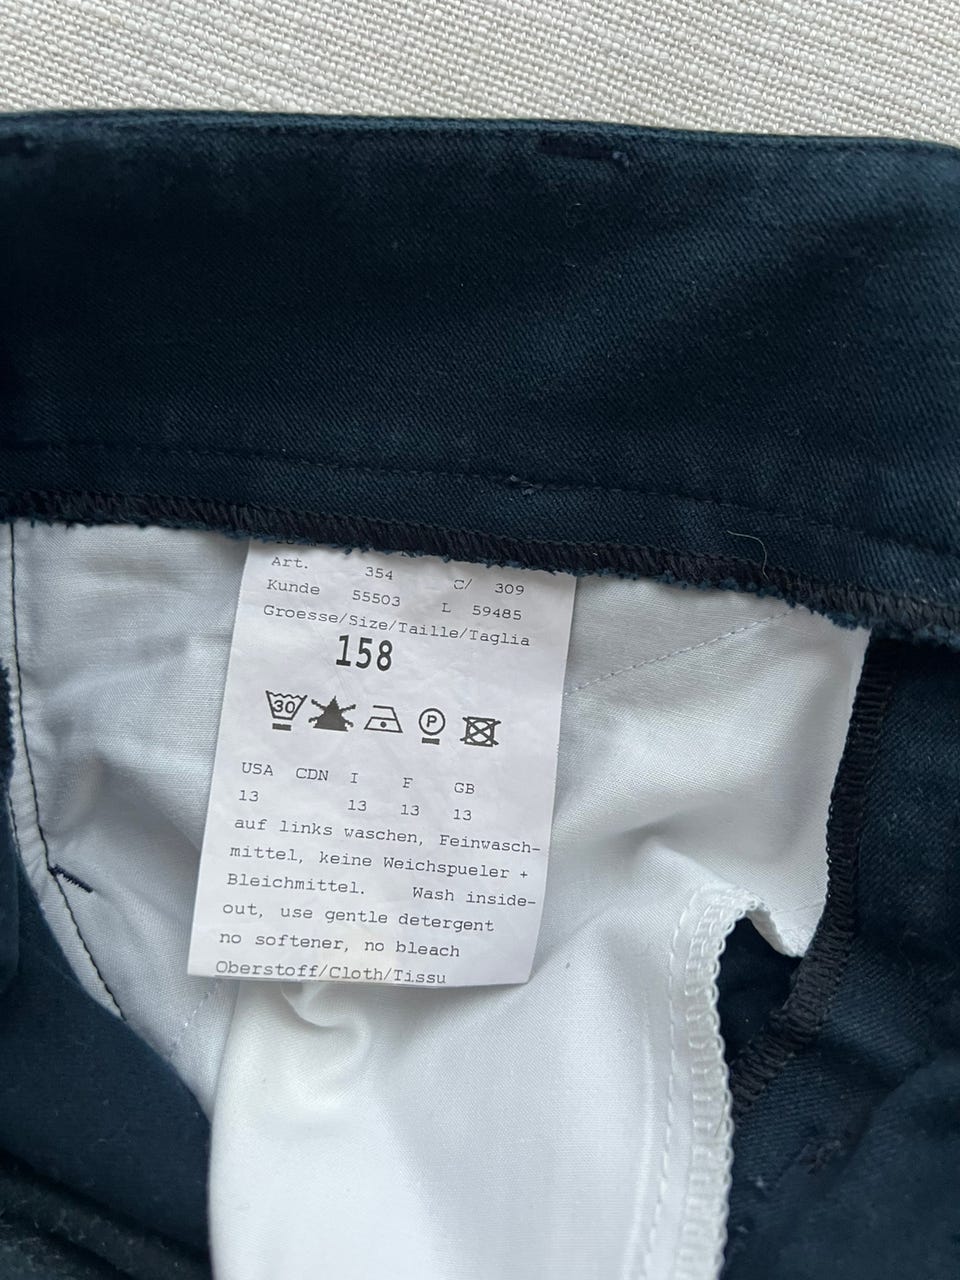 Art. 354 C/ 309
Kunde 55503 L 59485
Groesse/Size/Taille/Taglia
158
30 P
USA CDN I F GB
13 13 13 13
auf links waschen, Feinwasch-
mittel, keine Weichspueler +
Bleichmittel. Wash inside-
out, use gentle detergent
no softener, no bleach
Oberstoff/Cloth/Tissu